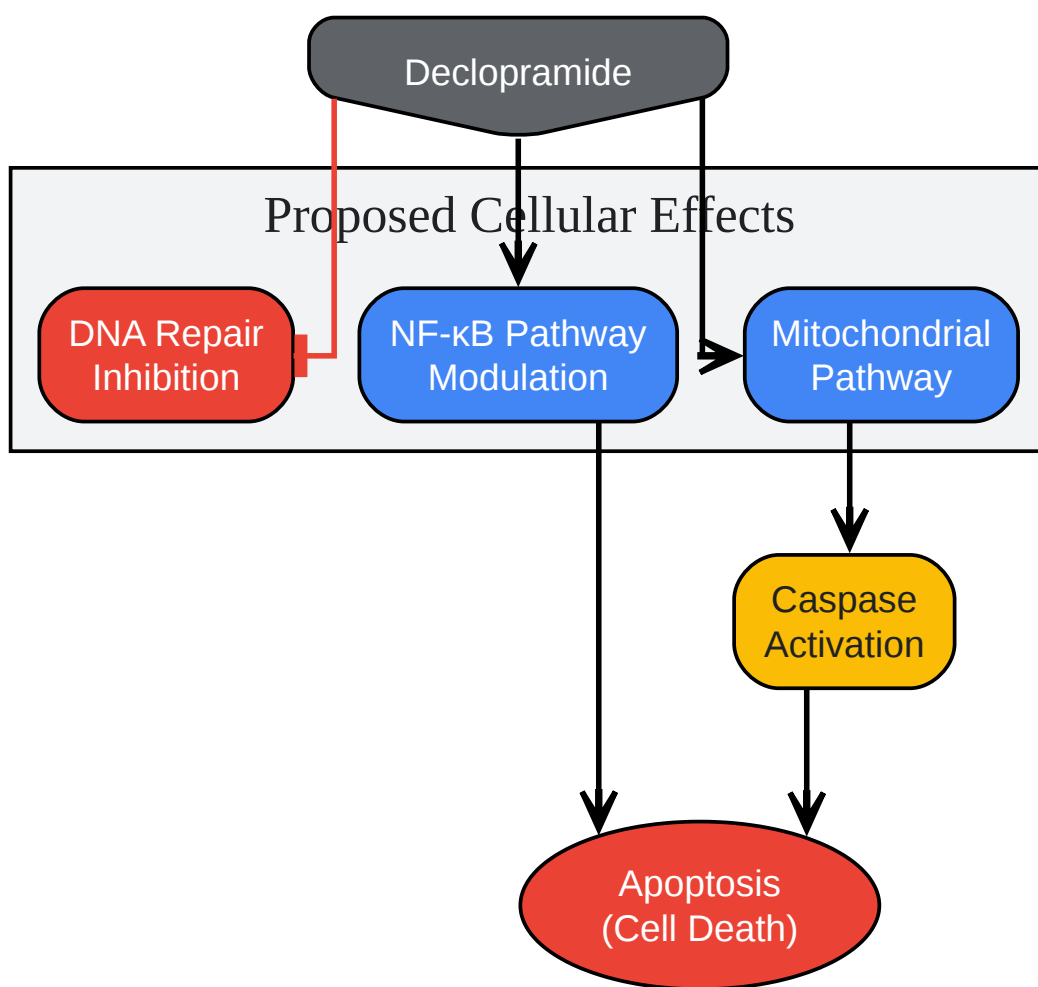 Declopramide
Proposed Cellular Effects
DNA Repair
Inhibition
NF-κB Pathway
Modulation
Mitochondrial
Pathway
Caspase
Activation
Apoptosis
(Cell Death)